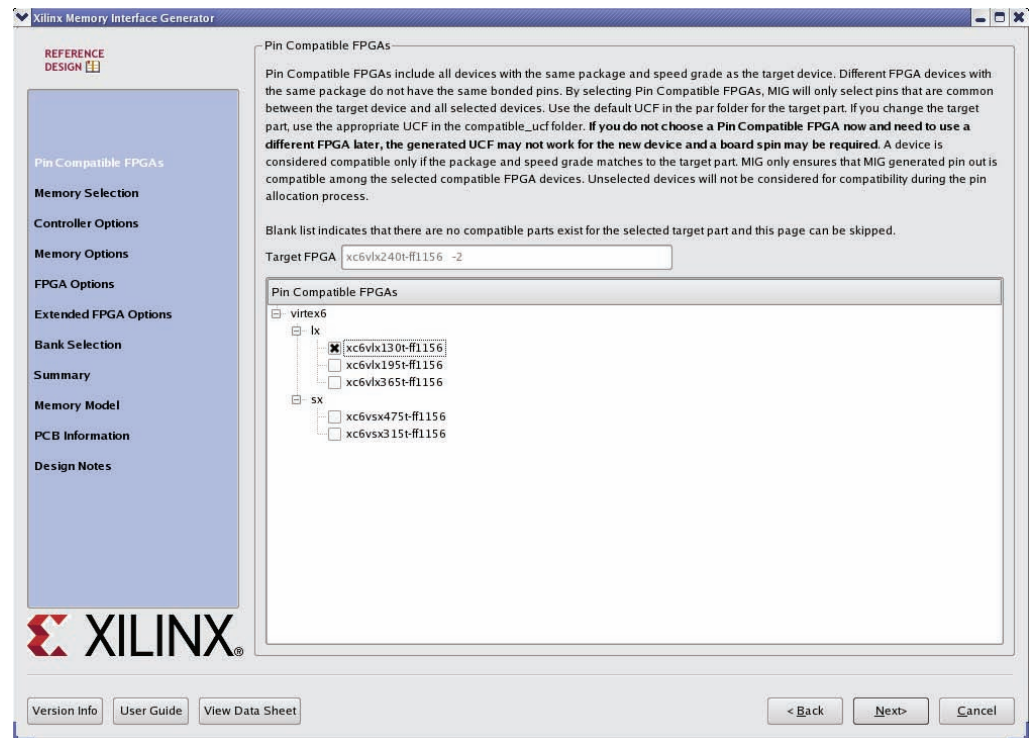 Xilinx Memory Interface Generator
REFERENCE
DESIGN
Pin Compatible FPGAs
Memory Selection
Controller Options
Memory Options
FPGA Options
Extended FPGA Options
Bank Selection
Summary
Memory Model
PCB Information
Design Notes
XILINX®
Pin Compatible FPGAs
Pin Compatible FPGAs include all devices with the same package and speed grade as the target device. Different FPGA devices with
the same package do not have the same bonded pins. By selecting Pin Compatible FPGAs, MIG will only select pins that are common
between the target device and all selected devices. Use the default UCF in the par folder for the target part. If you change the target
part, use the appropriate UCF in the compatible_ucf folder. If you do not choose a Pin Compatible FPGA now and need to use a
different FPGA later, the generated UCF may not work for the new device and a board spin may be required. A device is
considered compatible only if the package and speed grade matches to the target part. MIG only ensures that MIG generated pin out is
compatible among the selected compatible FPGA devices. Unselected devices will not be considered for compatibility during the pin
allocation process.
Blank list indicates that there are no compatible parts exist for the selected target part and this page can be skipped.
Target FPGA xc6vlx240t-ff1156 -2
Pin Compatible FPGAs
virtex6
lx
xc6vlx130t-ff1156
xc6vlx195t-ff1156
xc6vlx365t-ff1156
sx
xc6vsx475t-ff1156
xc6vsx315t-ff1156
Version Info User Guide View Data Sheet < Back Next> Cancel